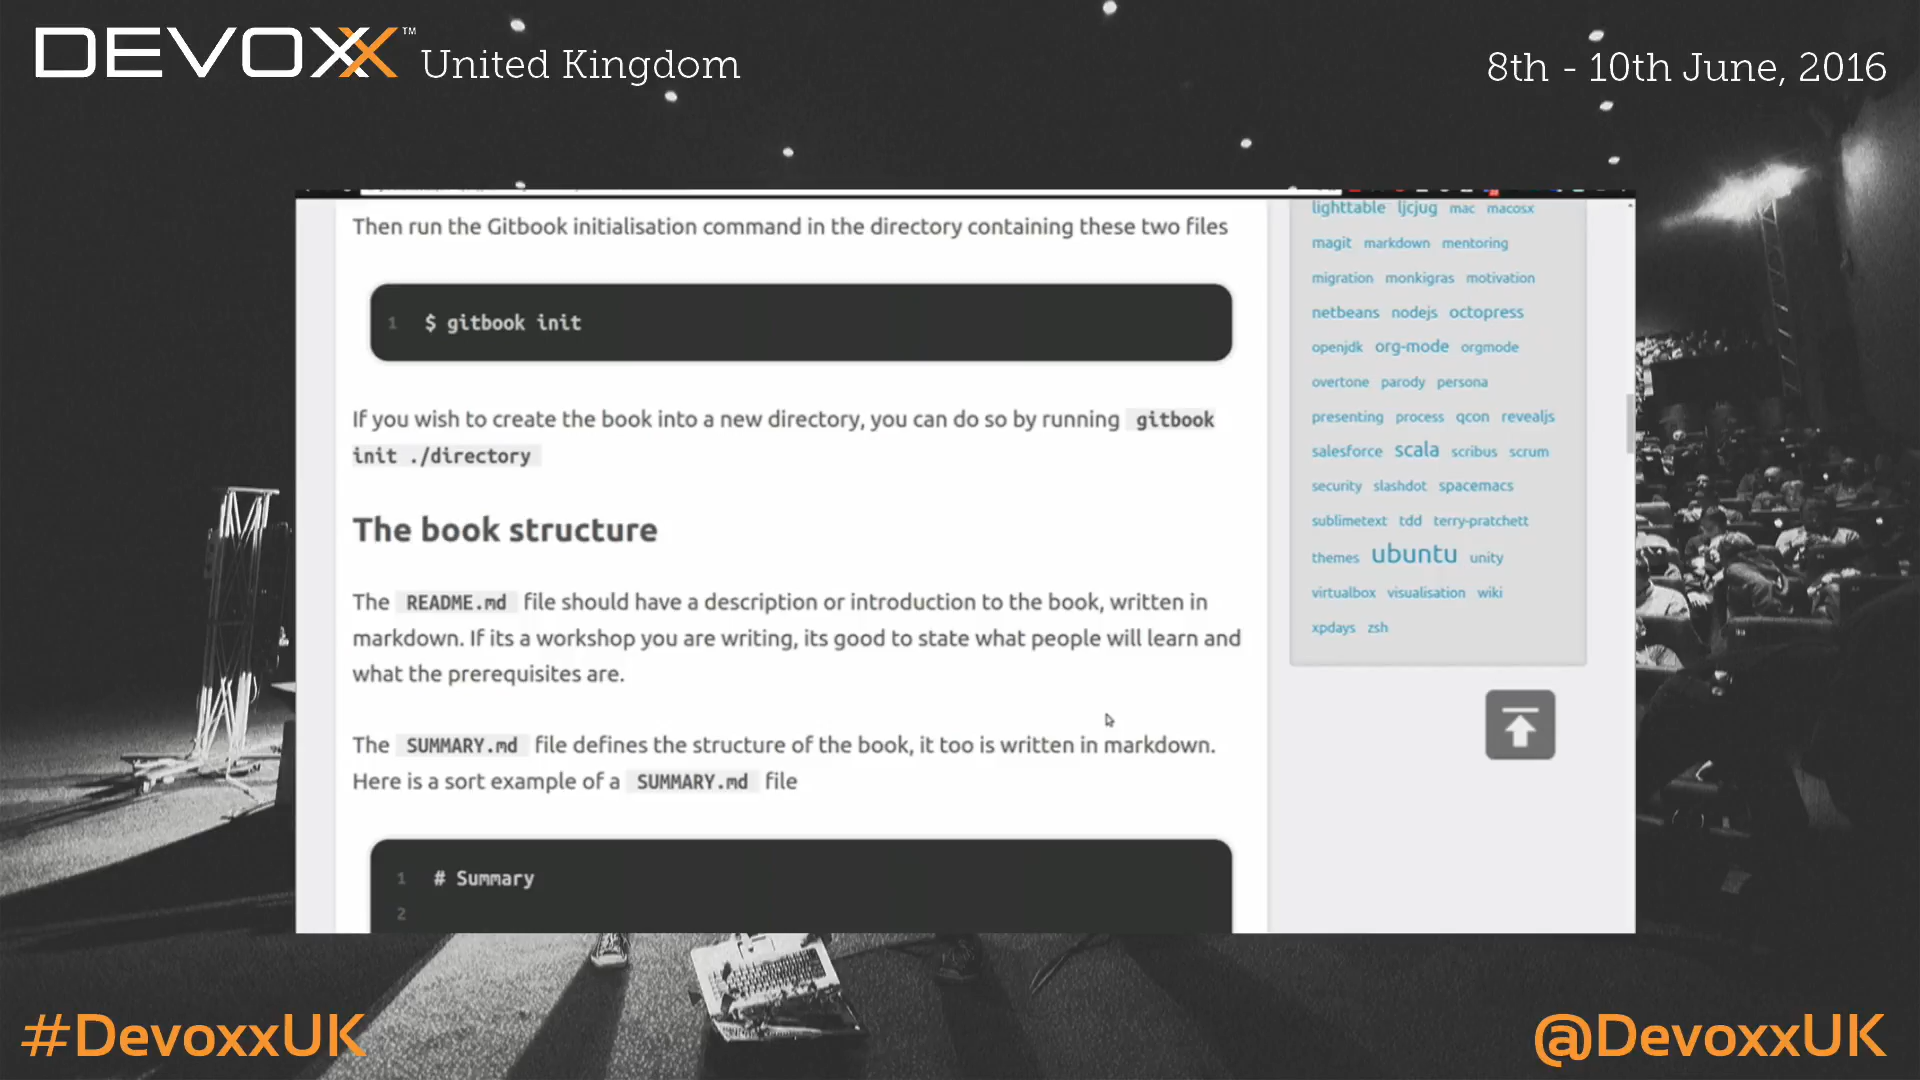 DEVOXX™ United Kingdom
8th - 10th June, 2016
Then run the Gitbook initialisation command in the directory containing these two files
1 $ gitbook init
If you wish to create the book into a new directory, you can do so by running gitbook
init ./directory
The book structure
The README.md file should have a description or introduction to the book, written in
markdown. If its a workshop you are writing, its good to state what people will learn and
what the prerequisites are.
The SUMMARY.md file defines the structure of the book, it too is written in markdown.
Here is a sort example of a SUMMARY.md file
1 # Summary
2
lighttable ljcjug mac macosx
magit markdown mentoring
migration monkigras motivation
netbeans nodejs octopress
openjdk org-mode orgmode
overtone parody persona
presenting process qcon revealjs
salesforce scala scribus scrum
security slashdot spacemacs
sublimetext tdd terry-pratchett
themes ubuntu unity
virtualbox visualisation wiki
xpdays zsh
#DevoxxUK
@DevoxxUK